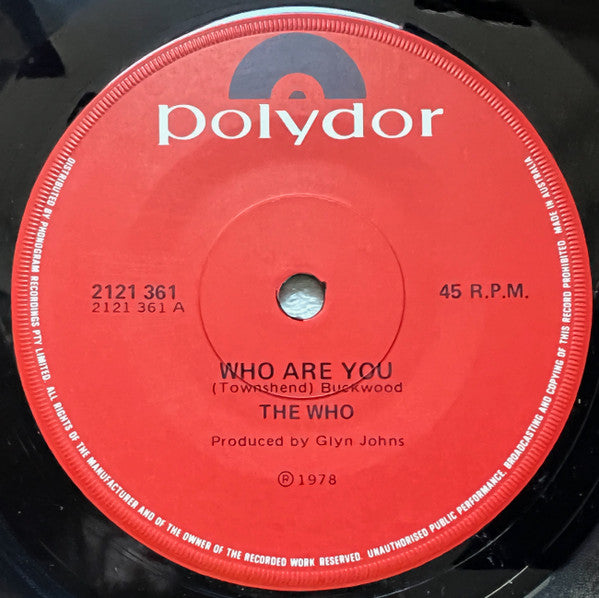 polydor
2121 361
2121 361 A
45 R.P.M.
WHO ARE YOU
(Townshend) Buckwood
THE WHO
Produced by Glyn Johns
℗ 1978
DISTRIBUTED BY PHONOGRAM RECORDINGS PTY LIMITED. ALL RIGHTS OF THE MANUFACTURER AND OF THE OWNER OF THE RECORDED WORK RESERVED. UNAUTHORISED PUBLIC PERFORMANCE, BROADCASTING AND COPYING OF THIS RECORD PROHIBITED. MADE IN AUSTRALIA